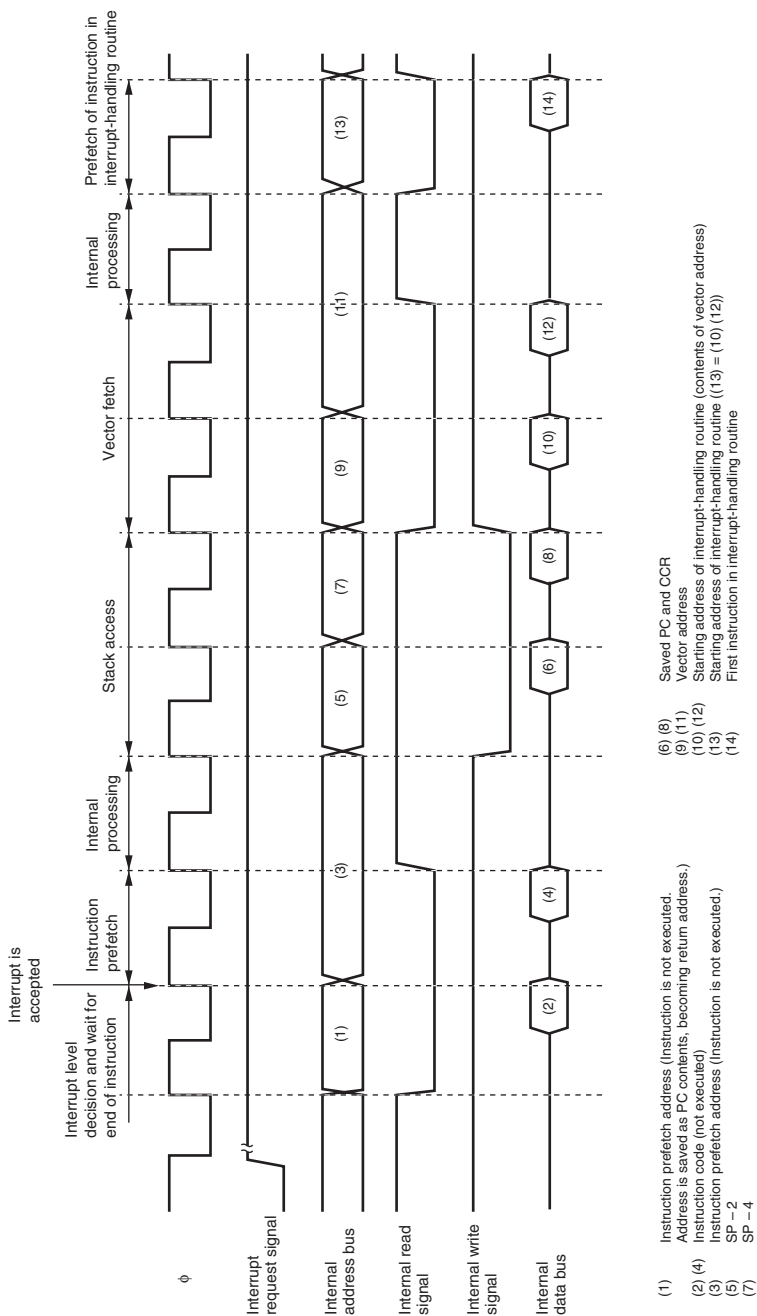 Interrupt is
accepted
Interrupt level
decision and wait for
end of instruction
Instruction
prefetch
Internal
processing
Stack access
Vector fetch
Internal
processing
Prefetch of instruction in
interrupt-handling routine
φ
Interrupt
request signal
Internal
address bus
(1)
(3)
(5)
(7)
(9)
(11)
(13)
Internal read
signal
Internal write
signal
Internal
data bus
(2)
(4)
(6)
(8)
(10)
(12)
(14)
(1) Instruction prefetch address (Instruction is not executed.
Address is saved as PC contents, becoming return address.)
(2) (4) Instruction code (not executed)
(3) Instruction prefetch address (Instruction is not executed.)
(5) SP – 2
(7) SP – 4
(6) (8) Saved PC and CCR
(9) (11) Vector address
(10) (12) Starting address of interrupt-handling routine (contents of vector address)
(13) Starting address of interrupt-handling routine ((13) = (10) (12))
(14) First instruction in interrupt-handling routine